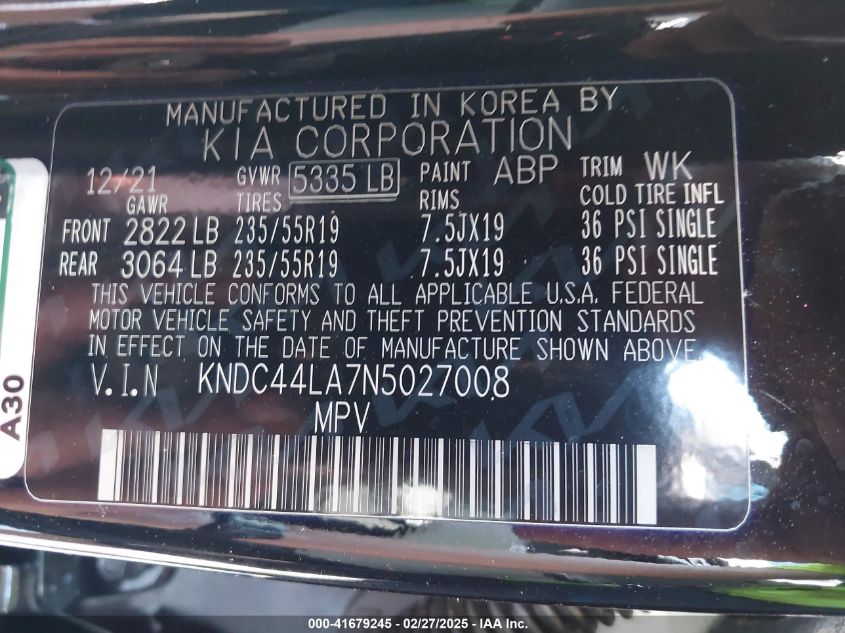 MANUFACTURED IN KOREA BY
KIA CORPORATION
12/21 GVWR 5335 LB PAINT ABP TRIM WK
GAWR TIRES RIMS COLD TIRE INFL
FRONT 2822 LB 235/55R19 7.5JX19 36 PSI SINGLE
REAR 3064 LB 235/55R19 7.5JX19 36 PSI SINGLE
THIS VEHICLE CONFORMS TO ALL APPLICABLE U.S.A. FEDERAL
MOTOR VEHICLE SAFETY AND THEFT PREVENTION STANDARDS
IN EFFECT ON THE DATE OF MANUFACTURE SHOWN ABOVE.
V.I.N KNDC44LA7N5027008
MPV
A30
000-41679245 - 02/27/2025 - IAA Inc.